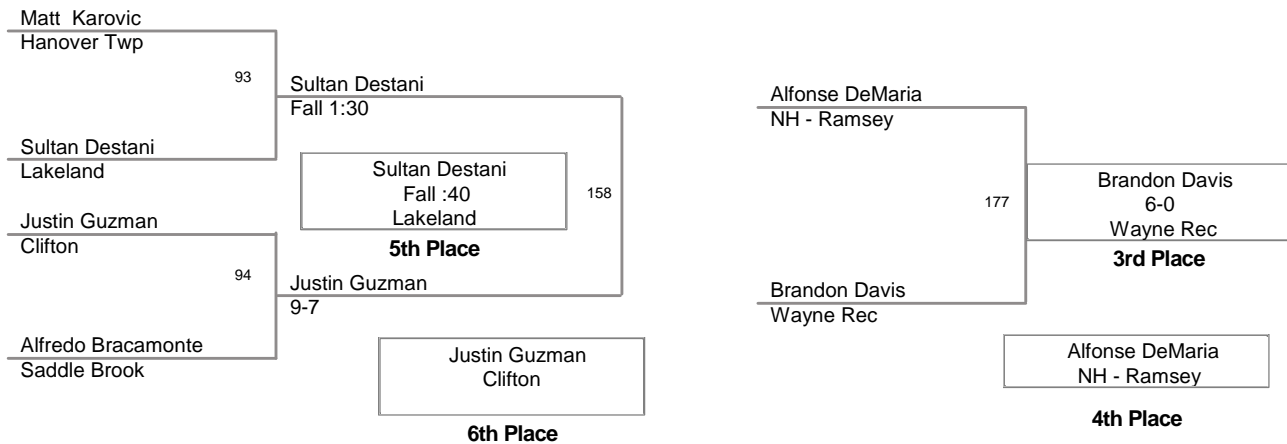 Matt  Karovic
Hanover Twp
93
Sultan Destani
Fall 1:30
Sultan Destani
Lakeland
Sultan Destani
Fall :40
Lakeland
5th Place
158
Justin Guzman
Clifton
94
Justin Guzman
9-7
Alfredo Bracamonte
Saddle Brook
Justin Guzman
Clifton
6th Place
Alfonse DeMaria
NH - Ramsey
177
Brandon Davis
6-0
Wayne Rec
3rd Place
Brandon Davis
Wayne Rec
Alfonse DeMaria
NH - Ramsey
4th Place